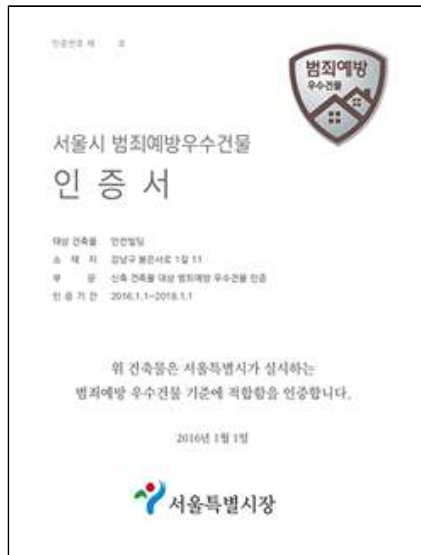 인증번호 제 호
범죄예방
우수건물
서울시 범죄예방우수건물
인 증 서
대상 건축물 안전빌딩
소 재 지 강남구 봉은사로 1길 11
부 문 신축 건축물 대상 범죄예방 우수건물 인증
인 증 기 간 2016.1.1~2018.1.1
위 건축물은 서울특별시가 실시하는
범죄예방 우수건물 기준에 적합함을 인증합니다.
2016년 1월 1일
서울특별시장